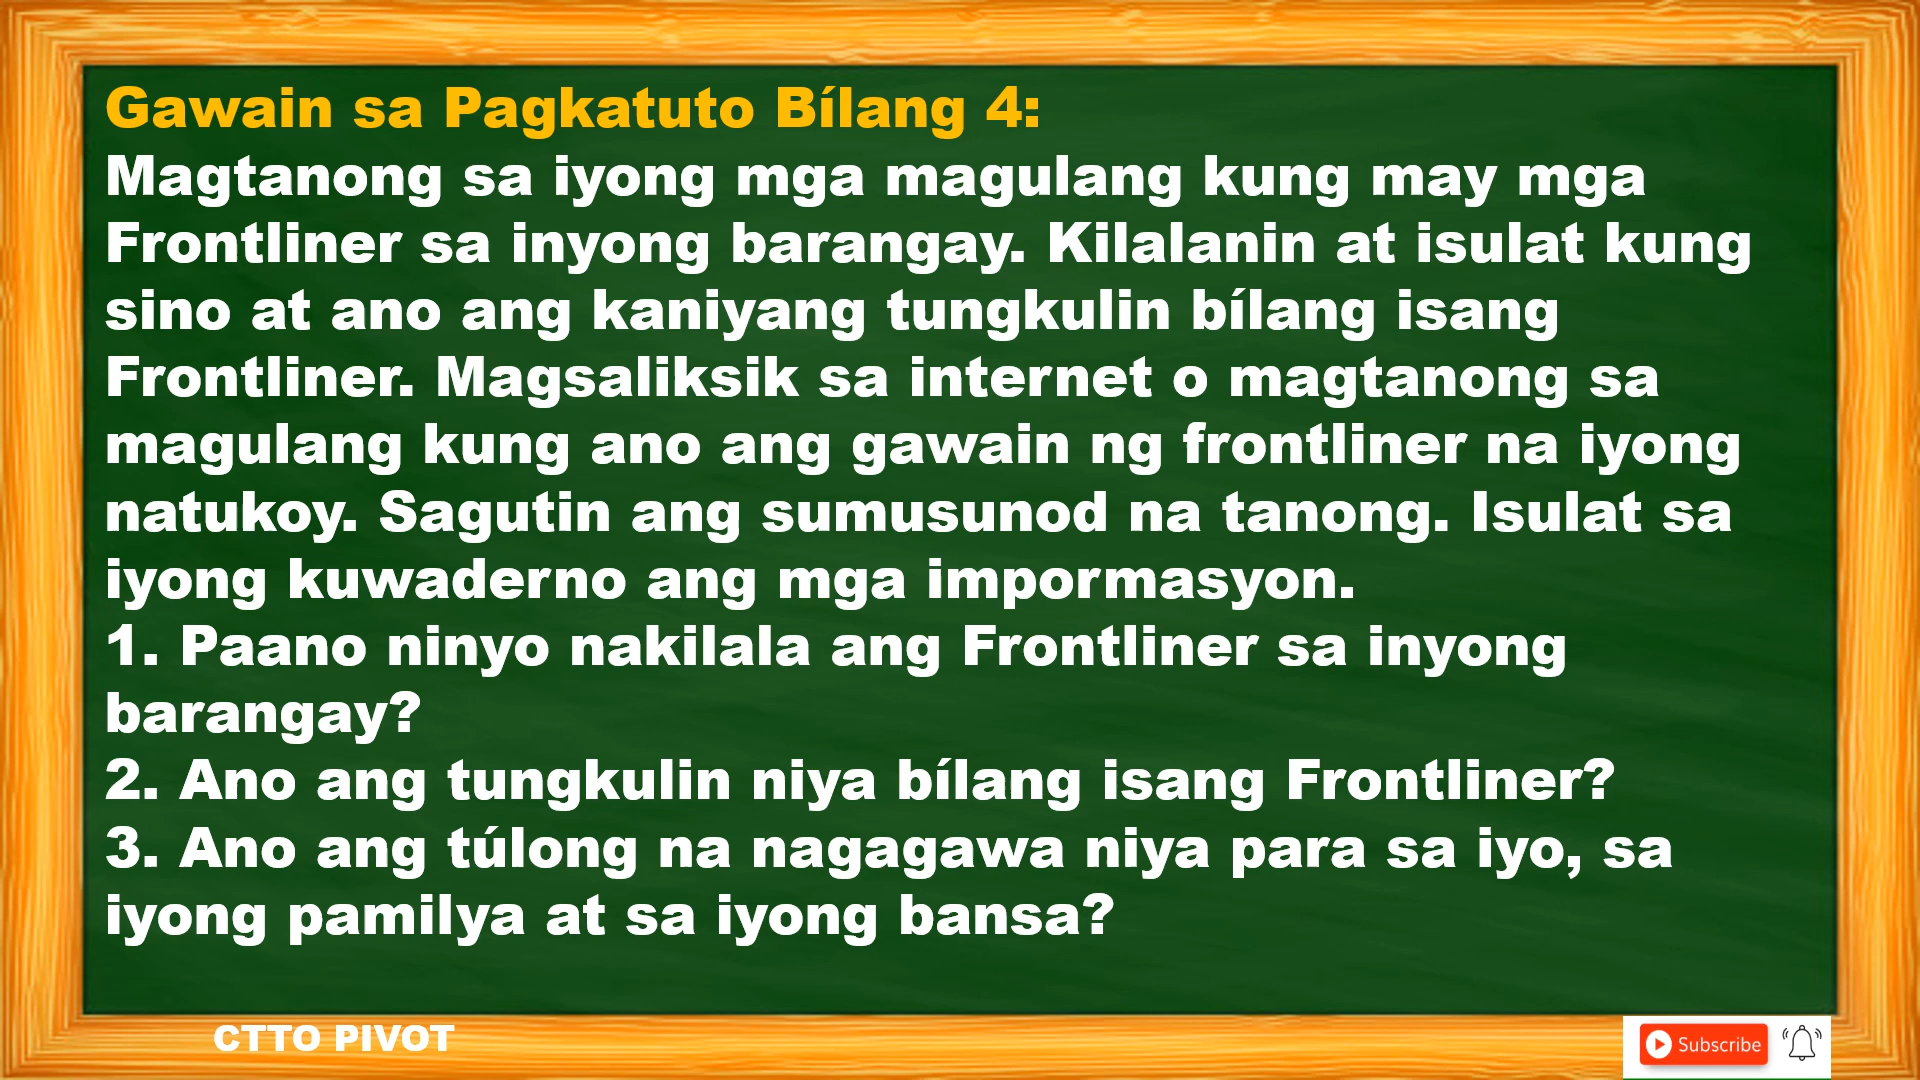 Gawain sa Pagkatuto Bílang 4:
Magtanong sa iyong mga magulang kung may mga
Frontliner sa inyong barangay. Kilalanin at isulat kung
sino at ano ang kaniyang tungkulin bílang isang
Frontliner. Magsaliksik sa internet o magtanong sa
magulang kung ano ang gawain ng frontliner na iyong
natukoy. Sagutin ang sumusunod na tanong. Isulat sa
iyong kuwaderno ang mga impormasyon.
1. Paano ninyo nakilala ang Frontliner sa inyong
barangay?
2. Ano ang tungkulin niya bílang isang Frontliner?
3. Ano ang túlong na nagagawa niya para sa iyo, sa
iyong pamilya at sa iyong bansa?
CTTO PIVOT
Subscribe